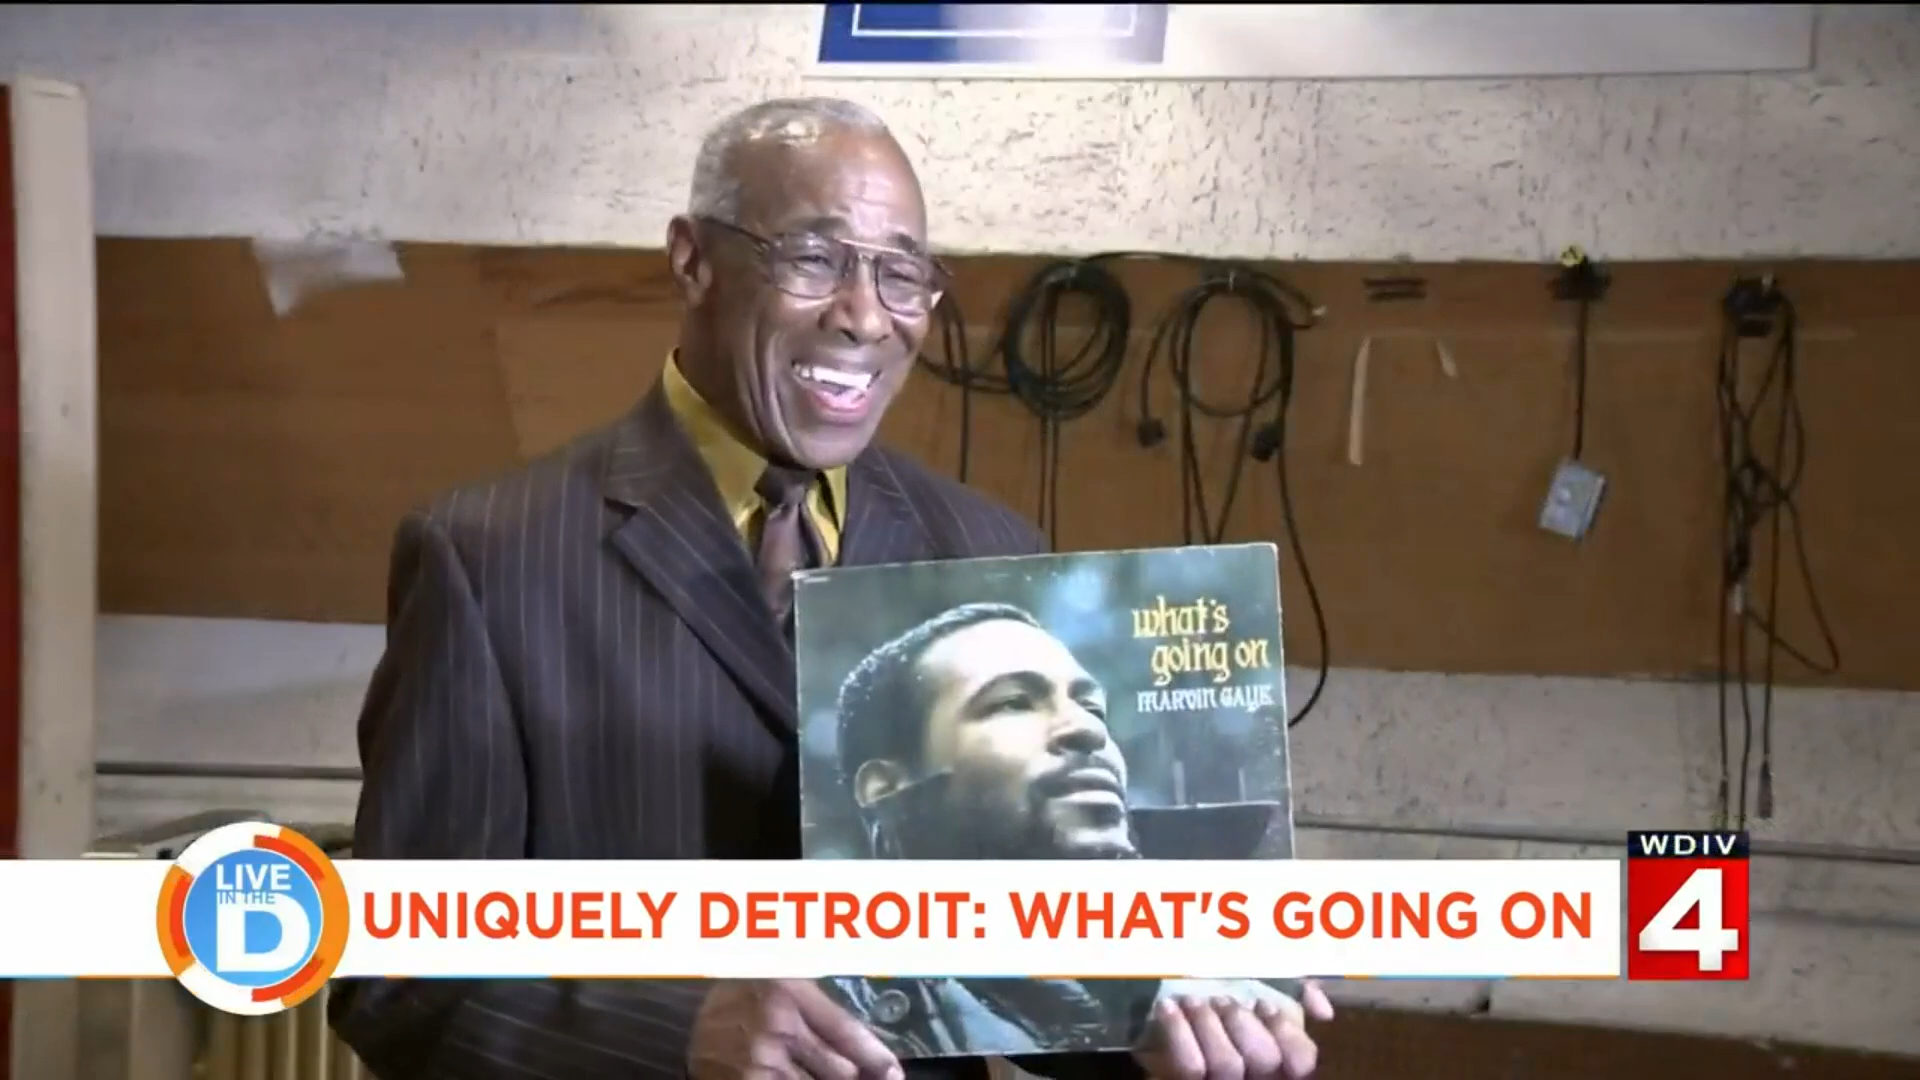 what's
going on
MARVIN GAYE
WDIV
4
LIVE
IN THE
D
UNIQUELY DETROIT: WHAT'S GOING ON